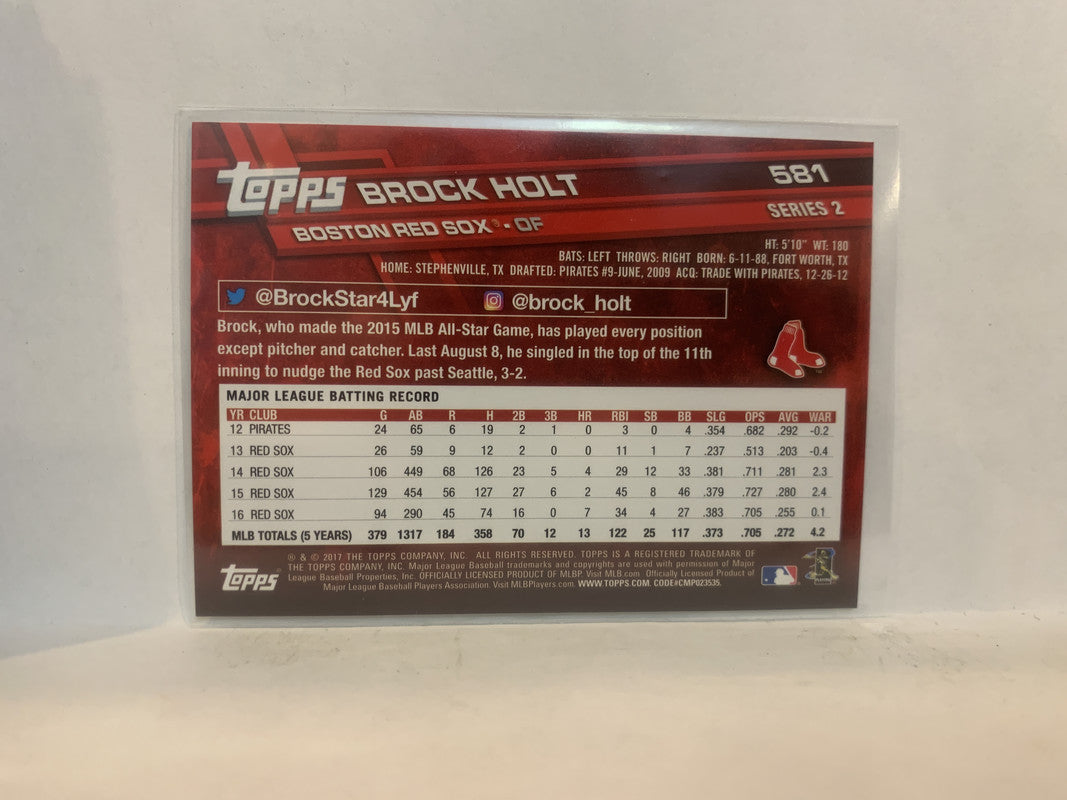 TOPPS BROCK HOLT 581
BOSTON RED SOX® - OF SERIES 2
HT: 5'10" WT: 180
BATS: LEFT THROWS: RIGHT BORN: 6-11-88, FORT WORTH, TX
HOME: STEPHENVILLE, TX DRAFTED: PIRATES #9-JUNE, 2009 ACQ: TRADE WITH PIRATES, 12-26-12
@BrockStar4Lyf @brock_holt
Brock, who made the 2015 MLB All-Star Game, has played every position
except pitcher and catcher. Last August 8, he singled in the top of the 11th
inning to nudge the Red Sox past Seattle, 3-2.
MAJOR LEAGUE BATTING RECORD
YR CLUB G AB R H 2B 3B HR RBI SB BB SLG OPS AVG WAR
12 PIRATES 24 65 6 19 2 1 0 3 0 4 .354 .682 .292 -0.2
13 RED SOX 26 59 9 12 2 0 0 11 1 7 .237 .513 .203 -0.4
14 RED SOX 106 449 68 126 23 5 4 29 12 33 .381 .711 .281 2.3
15 RED SOX 129 454 56 127 27 6 2 45 8 46 .379 .727 .280 2.4
16 RED SOX 94 290 45 74 16 0 7 34 4 27 .383 .705 .255 0.1
MLB TOTALS (5 YEARS) 379 1317 184 358 70 12 13 122 25 117 .373 .705 .272 4.2
® & © 2017 THE TOPPS COMPANY, INC. ALL RIGHTS RESERVED. TOPPS IS A REGISTERED TRADEMARK OF
THE TOPPS COMPANY, INC. Major League Baseball trademarks and copyrights are used with permission of Major
League Baseball Properties, Inc. OFFICIALLY LICENSED PRODUCT OF MLBP. Visit MLB.com. Officially Licensed Product of
Major League Baseball Players Association. Visit MLBPlayers.com. WWW.TOPPS.COM. CODE#CMP023535.
TOPPS